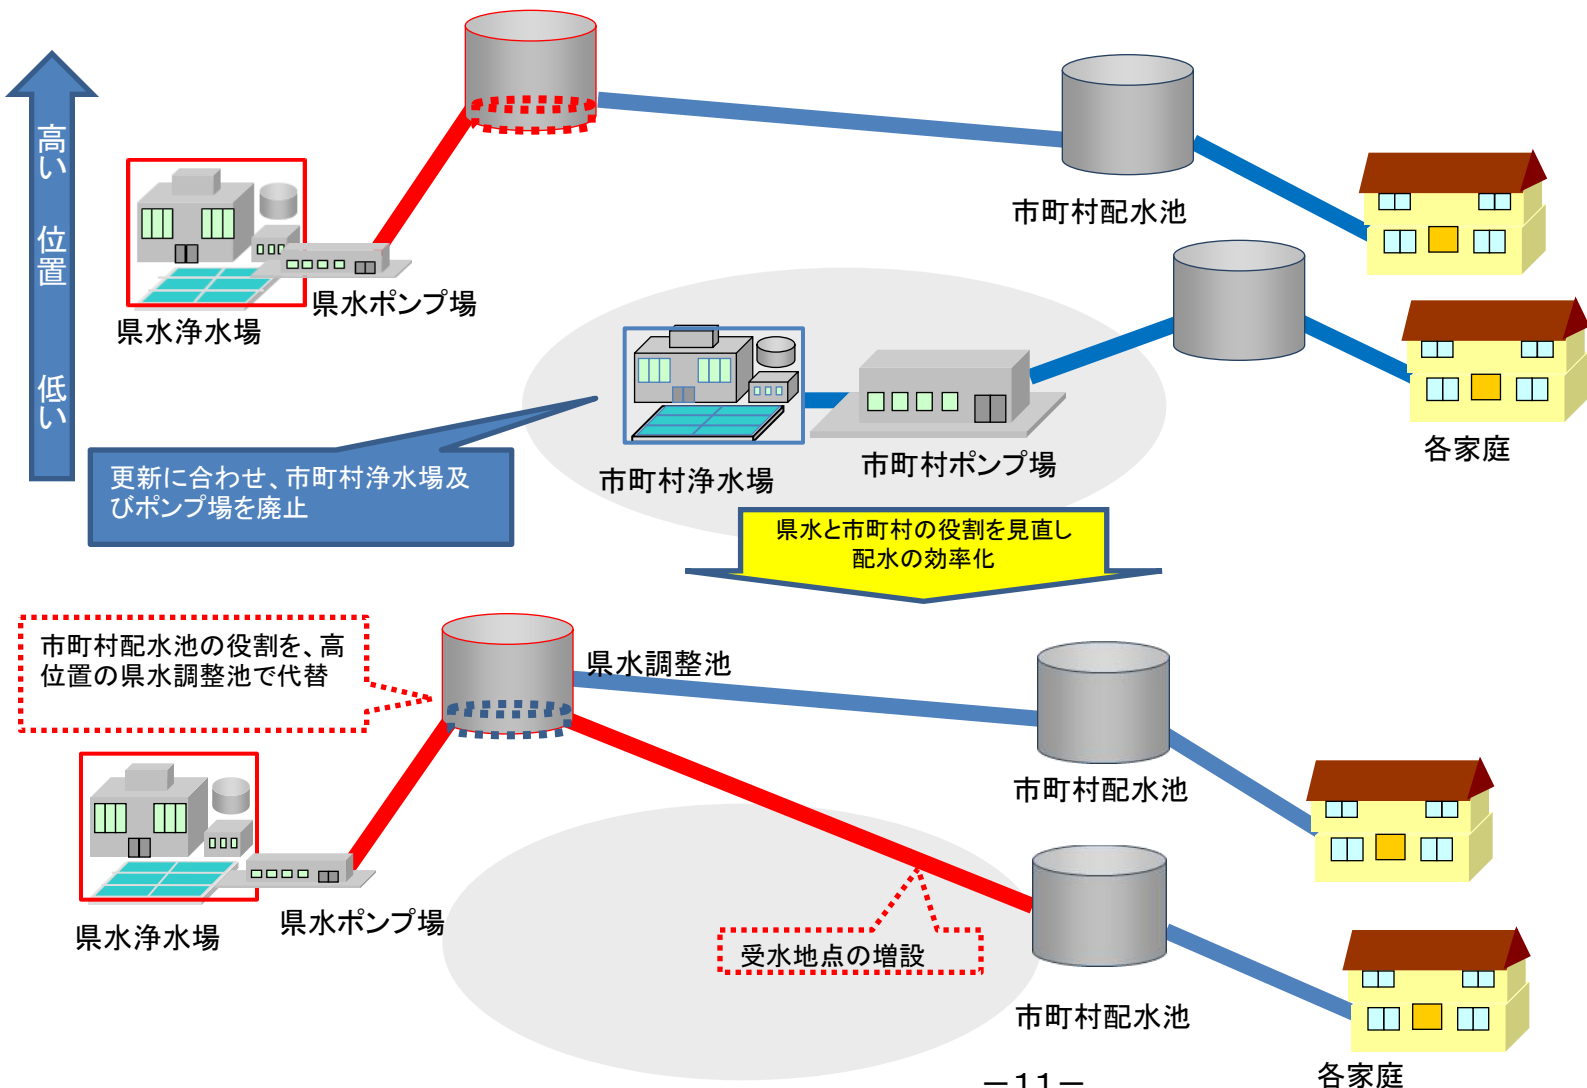 高い　位置　低い
市町村配水池
県水ポンプ場
県水浄水場
各家庭
市町村ポンプ場
市町村浄水場
更新に合わせ、市町村浄水場及
びポンプ場を廃止
県水と市町村の役割を見直し
配水の効率化
市町村配水池の役割を、高
位置の県水調整池で代替
県水調整池
市町村配水池
県水ポンプ場
県水浄水場
受水地点の増設
市町村配水池
各家庭
－11－